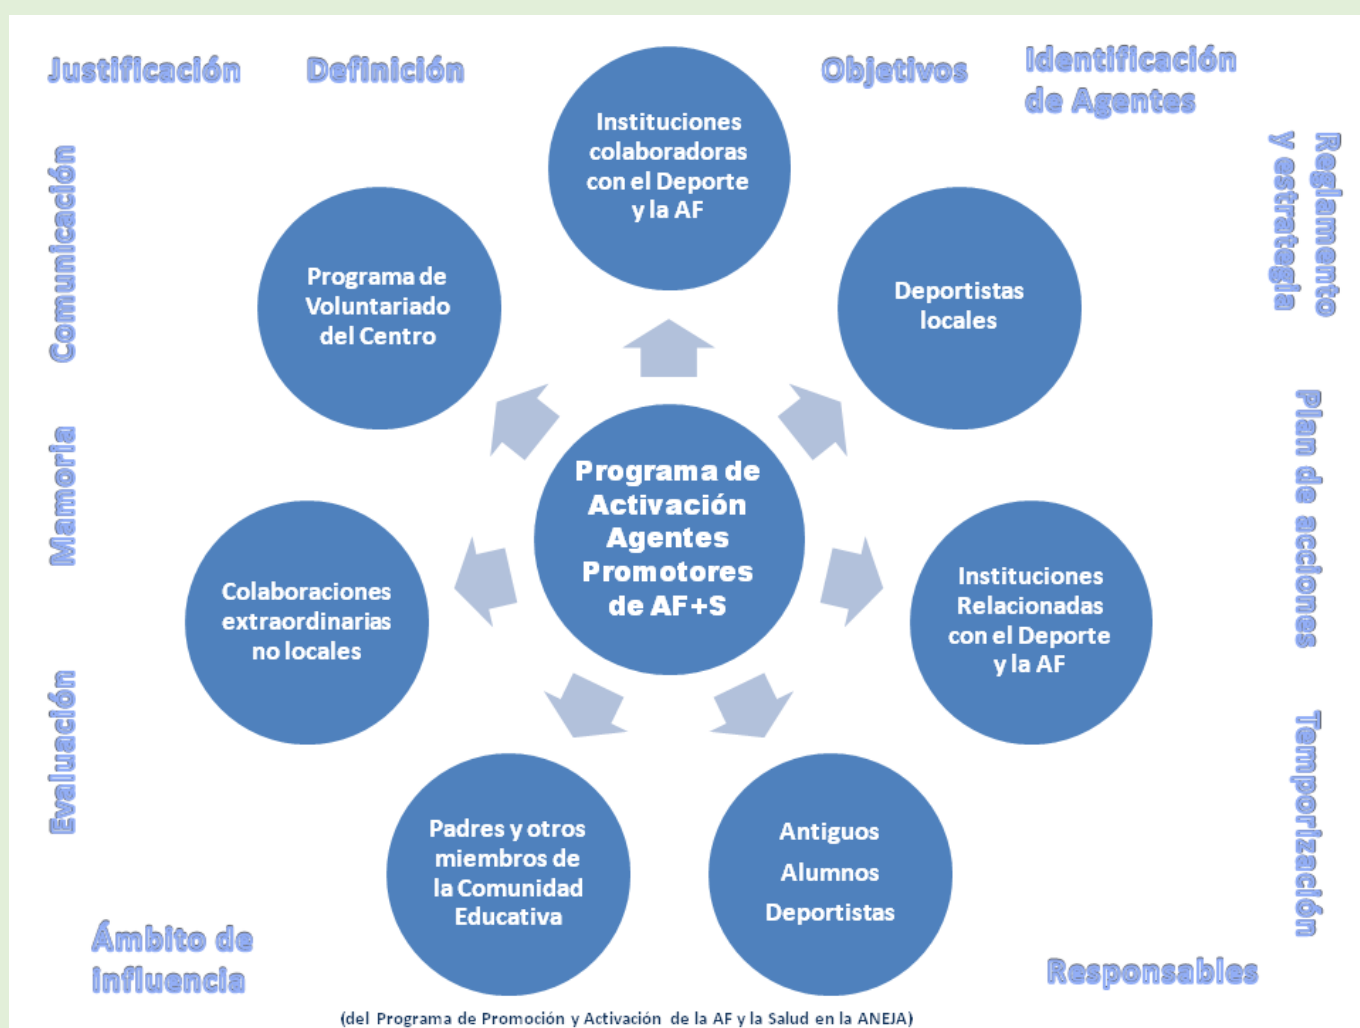 Justificación
Definición
Objetivos
Identificación
de Agentes
Reglamento
y estrategia
Plan de acciones
Temporización
Responsables
Ámbito de
influencia
Evaluación
Mamoria
Comunicación
Instituciones
colaboradoras
con el Deporte
y la AF
Deportistas
locales
Instituciones
Relacionadas
con el Deporte
y la AF
Antiguos
Alumnos
Deportistas
Padres y otros
miembros de
la Comunidad
Educativa
Colaboraciones
extraordinarias
no locales
Programa de
Voluntariado
del Centro
Programa de
Activación
Agentes
Promotores
de AF+S
(del Programa de Promoción y Activación de la AF y la Salud en la ANEJA)